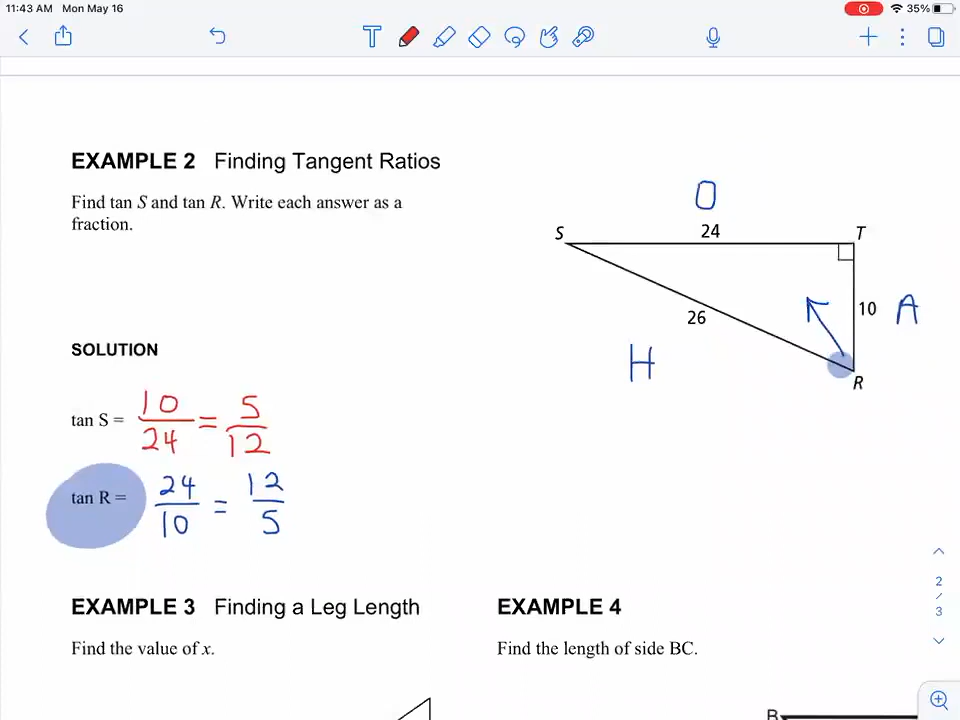 11:43 AM Mon May 16
35%
T
EXAMPLE 2 Finding Tangent Ratios
Find tan S and tan R. Write each answer as a
fraction.
O
S
24
T
10
A
26
H
R
SOLUTION
tan S = 10/24 = 5/12
tan R = 24/10 = 12/5
2
/
3
EXAMPLE 3 Finding a Leg Length
EXAMPLE 4
Find the value of x.
Find the length of side BC.
B